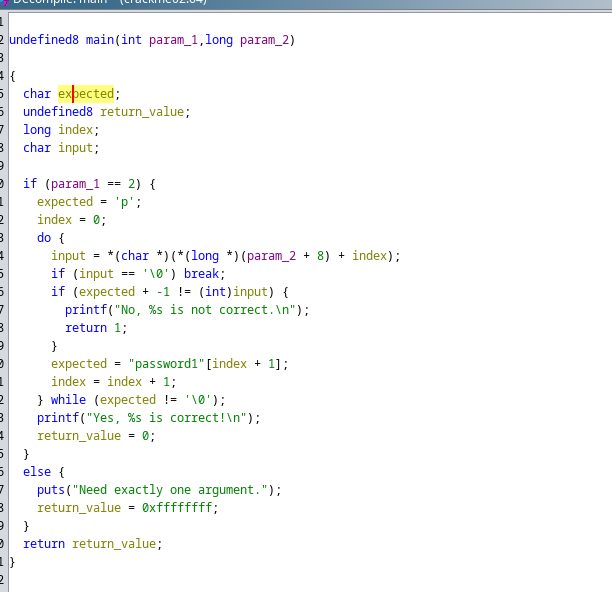 Decompile: main - (crackme02.64)
1
2 undefined8 main(int param_1,long param_2)
3
4 {
5   char expected;
6   undefined8 return_value;
7   long index;
8   char input;
9
0   if (param_1 == 2) {
1     expected = 'p';
2     index = 0;
3     do {
4       input = *(char *)(*(long *)(param_2 + 8) + index);
5       if (input == '\0') break;
6       if (expected + -1 != (int)input) {
7         printf("No, %s is not correct.\n");
8         return 1;
9       }
0       expected = "password1"[index + 1];
1       index = index + 1;
2     } while (expected != '\0');
3     printf("Yes, %s is correct!\n");
4     return_value = 0;
5   }
6   else {
7     puts("Need exactly one argument.");
8     return_value = 0xffffffff;
9   }
0   return return_value;
1 }
2